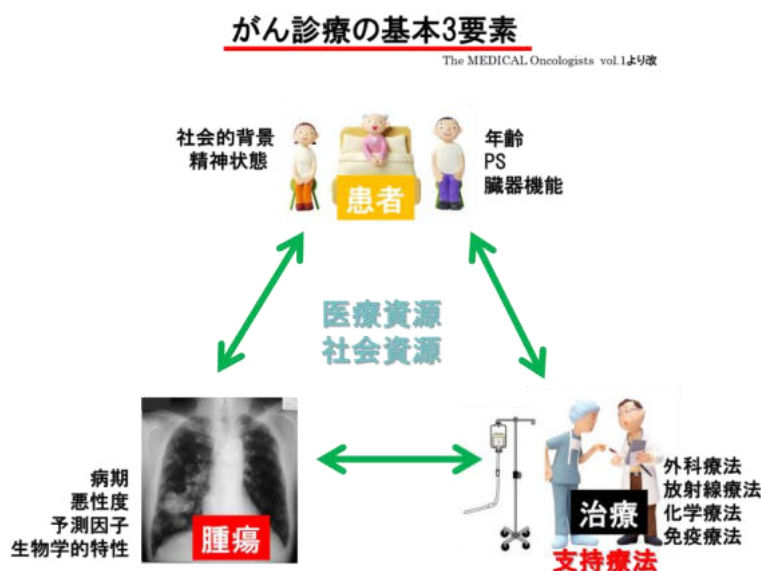 がん診療の基本3要素
The MEDICAL Oncologists vol.1より改
社会的背景
精神状態
年齢
PS
臓器機能
患者
医療資源
社会資源
病期
悪性度
予測因子
生物学的特性
腫瘍
治療
支持療法
外科療法
放射線療法
化学療法
免疫療法